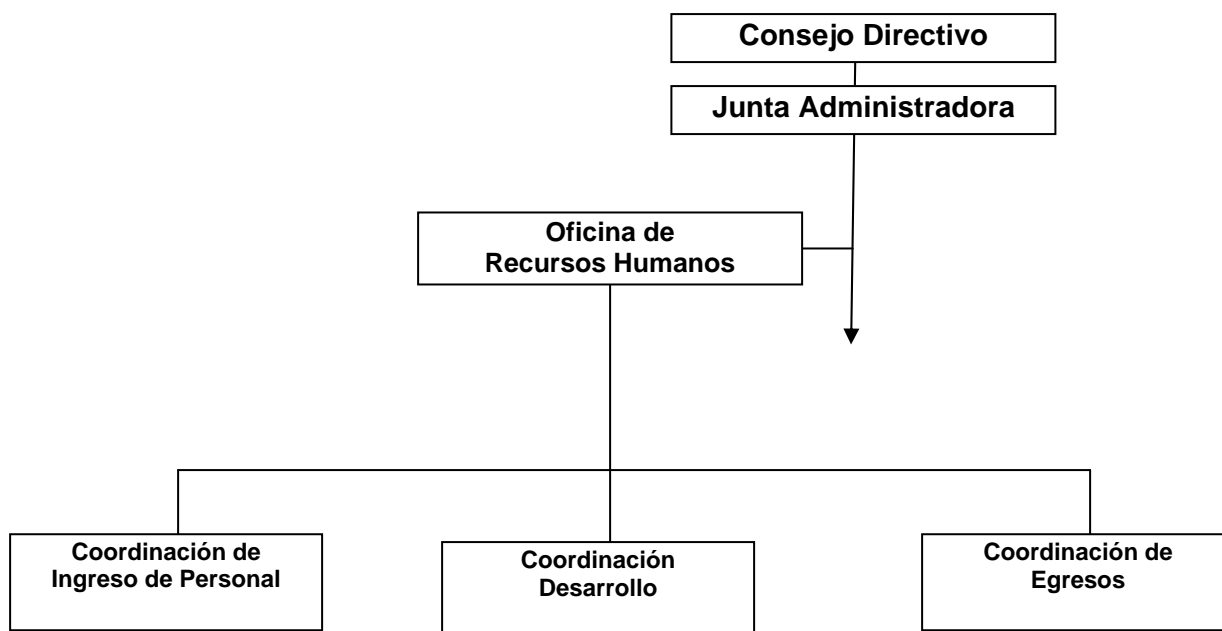 Consejo Directivo
Junta Administradora
Oficina de
Recursos Humanos
Coordinación de
Ingreso de Personal
Coordinación
Desarrollo
Coordinación de
Egresos